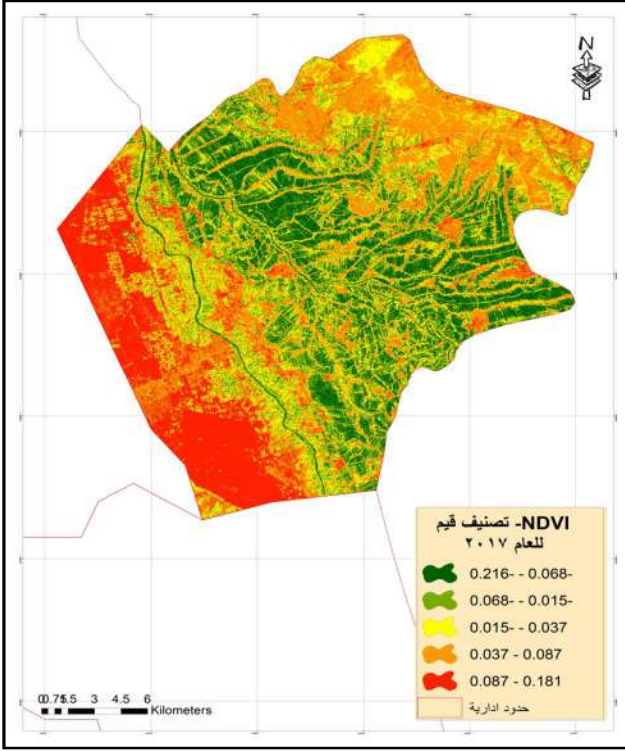 N
NDVI- تصنيف قيم
للعام ٢٠١٧
0.216- - 0.068-
0.068- - 0.015-
0.015- - 0.037
0.037 - 0.087
0.087 - 0.181
حدود ادارية
0 0.75 1.5 3 4.5 6
Kilometers